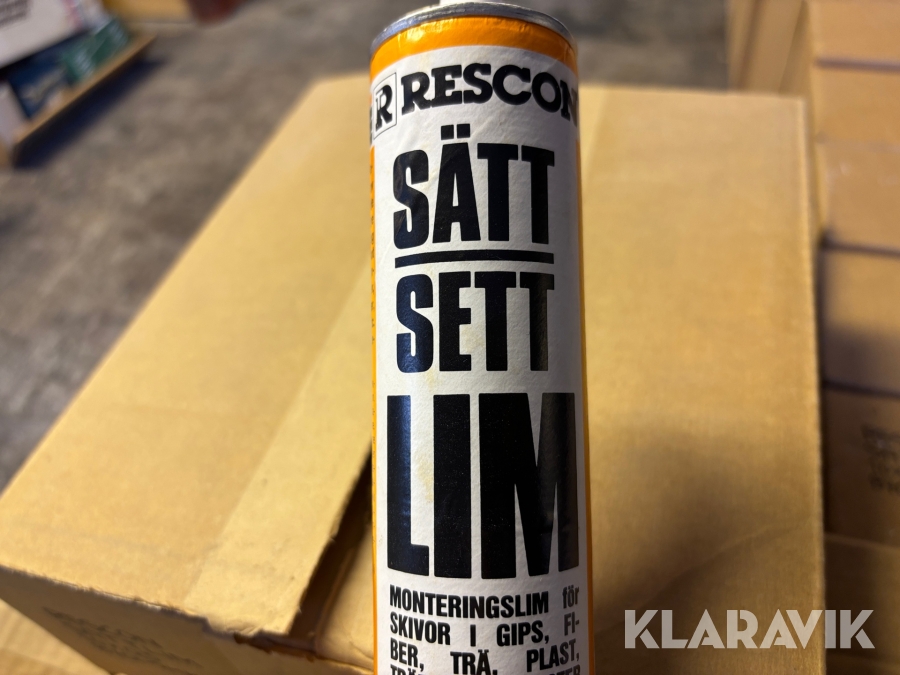 R RESCON
SÄTT
SETT
LIM
MONTERINGSLIM för
SKIVOR I GIPS, FI-
BER, TRÄ, PLAST,
KLARAVIK